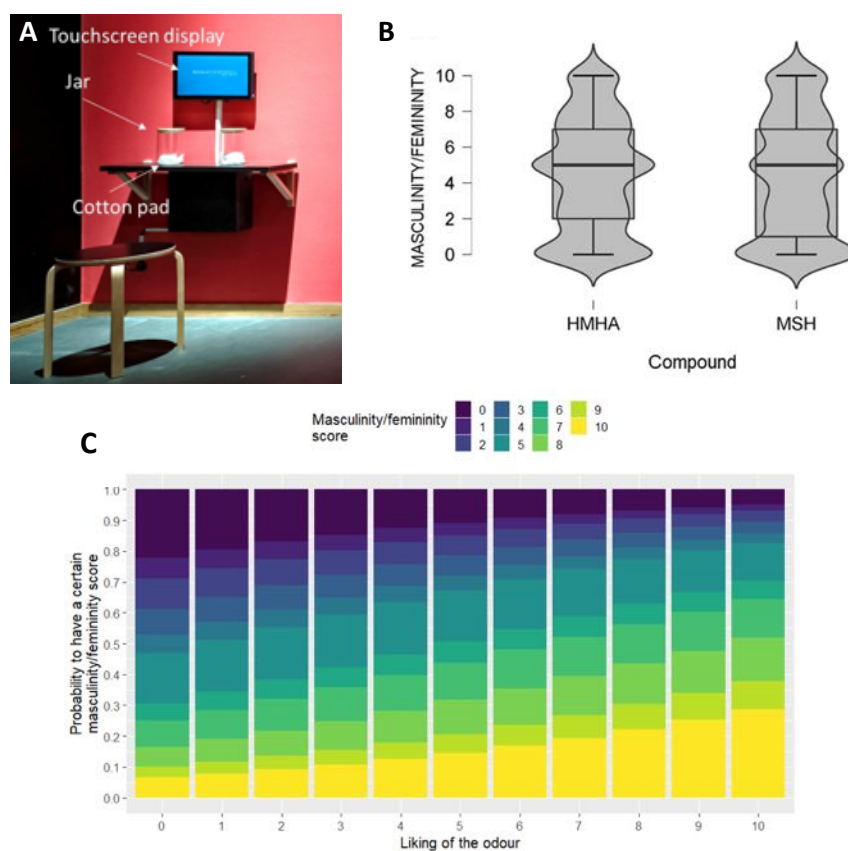 A
Touchscreen display
Jar
Cotton pad
B
MASCULINITY/FEMININITY
10
8
6
4
2
0
HMHA
MSH
Compound
C
Masculinity/femininity
score
0
1
2
3
4
5
6
7
8
9
10
Probability to have a certain
masculinity/femininity score
1.0
0.9
0.8
0.7
0.6
0.5
0.4
0.3
0.2
0.1
0.0
0 1 2 3 4 5 6 7 8 9 10
Liking of the odour